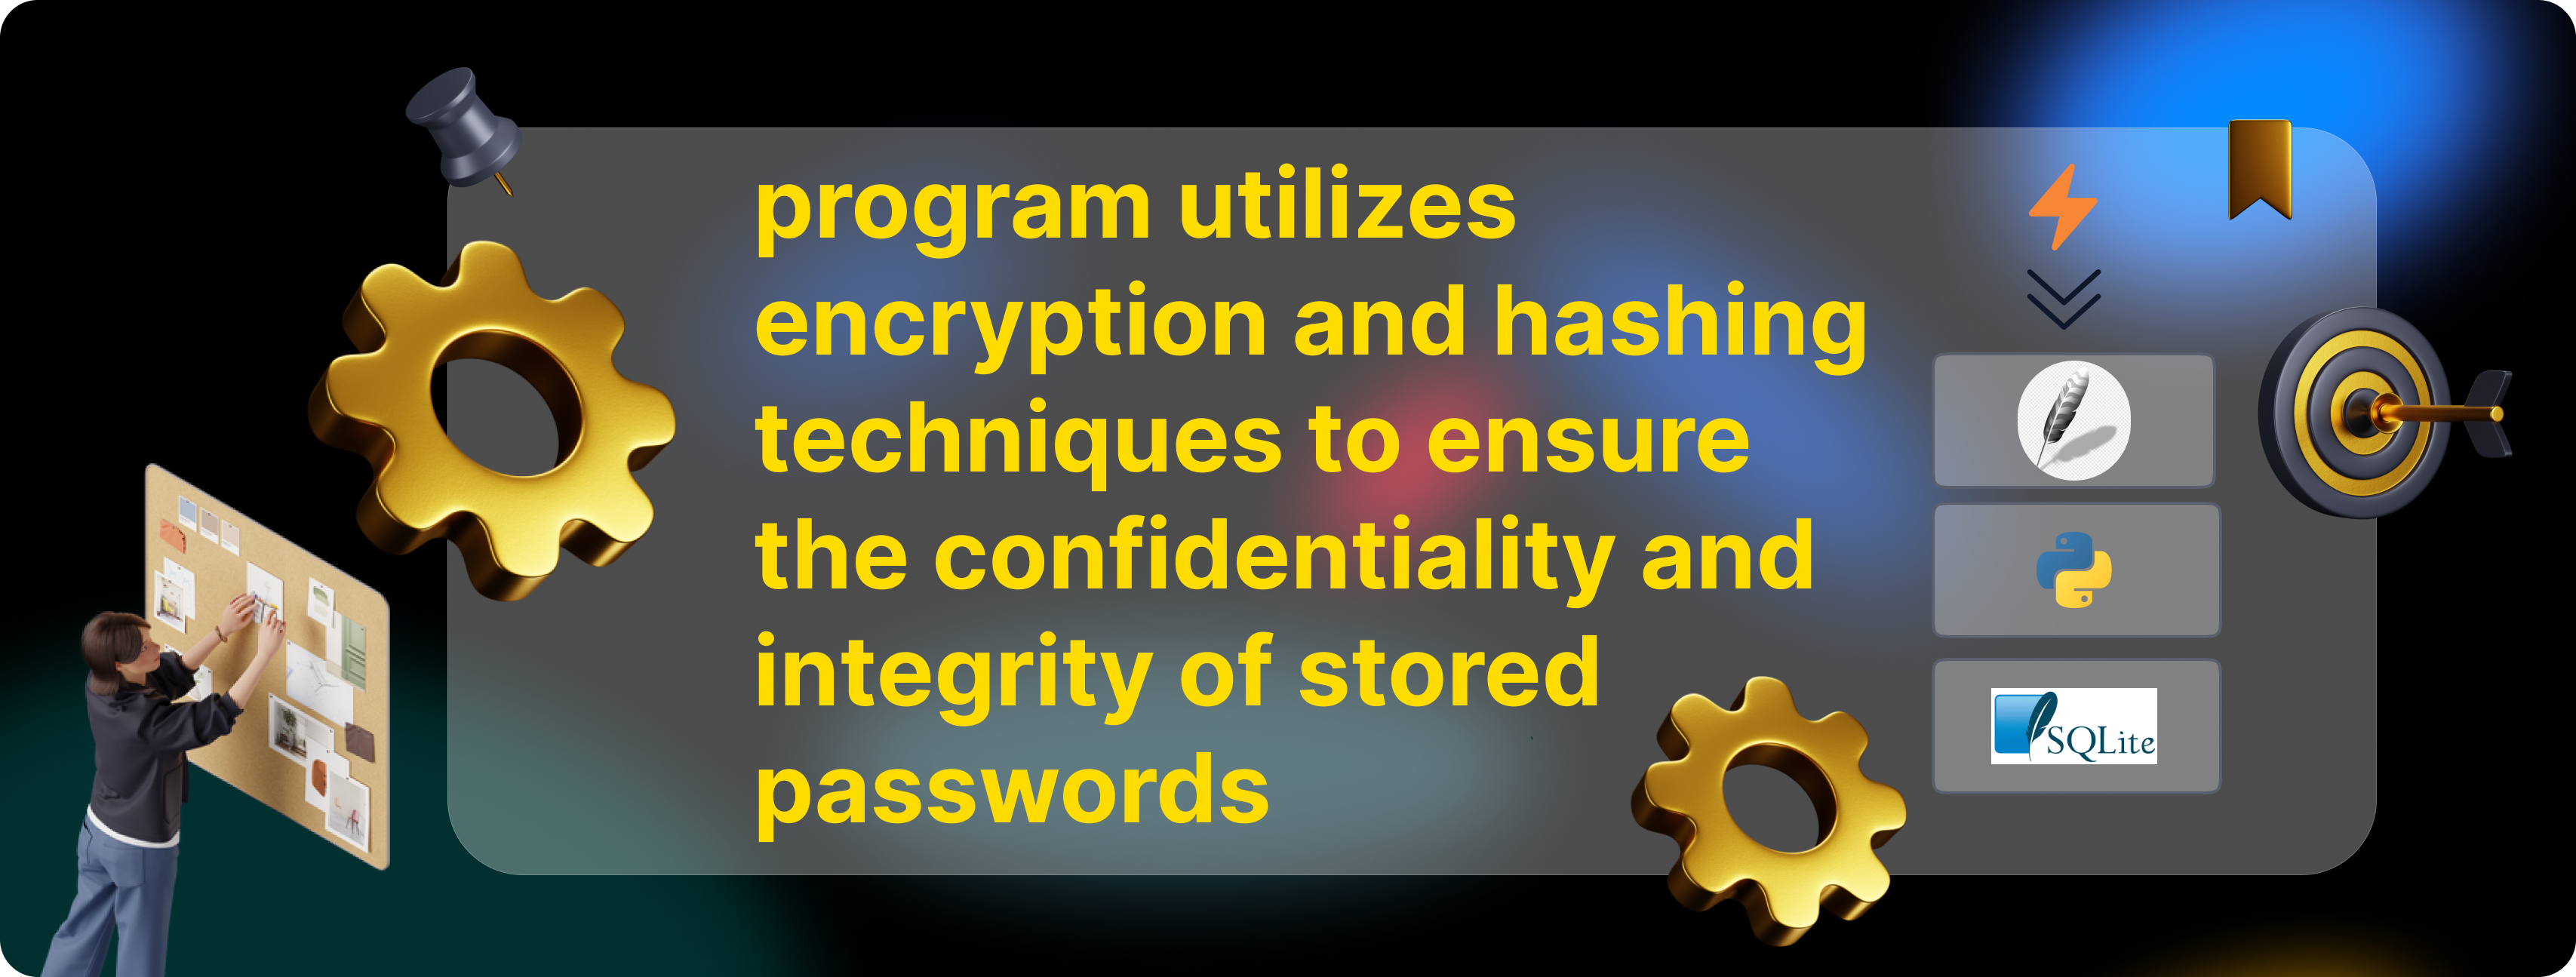 program utilizes
encryption and hashing
techniques to ensure
the confidentiality and
integrity of stored
passwords
SQLite